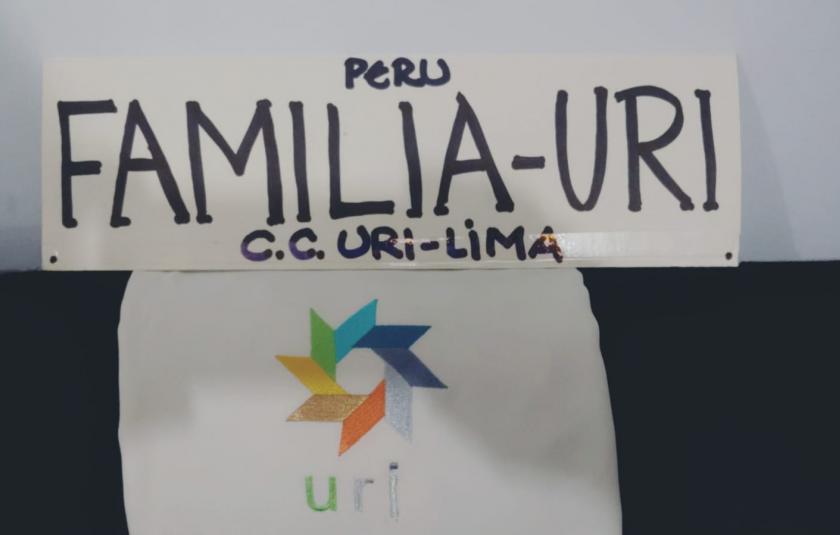 PERU
FAMILIA-URI
C.C. URI-LiMA
uri